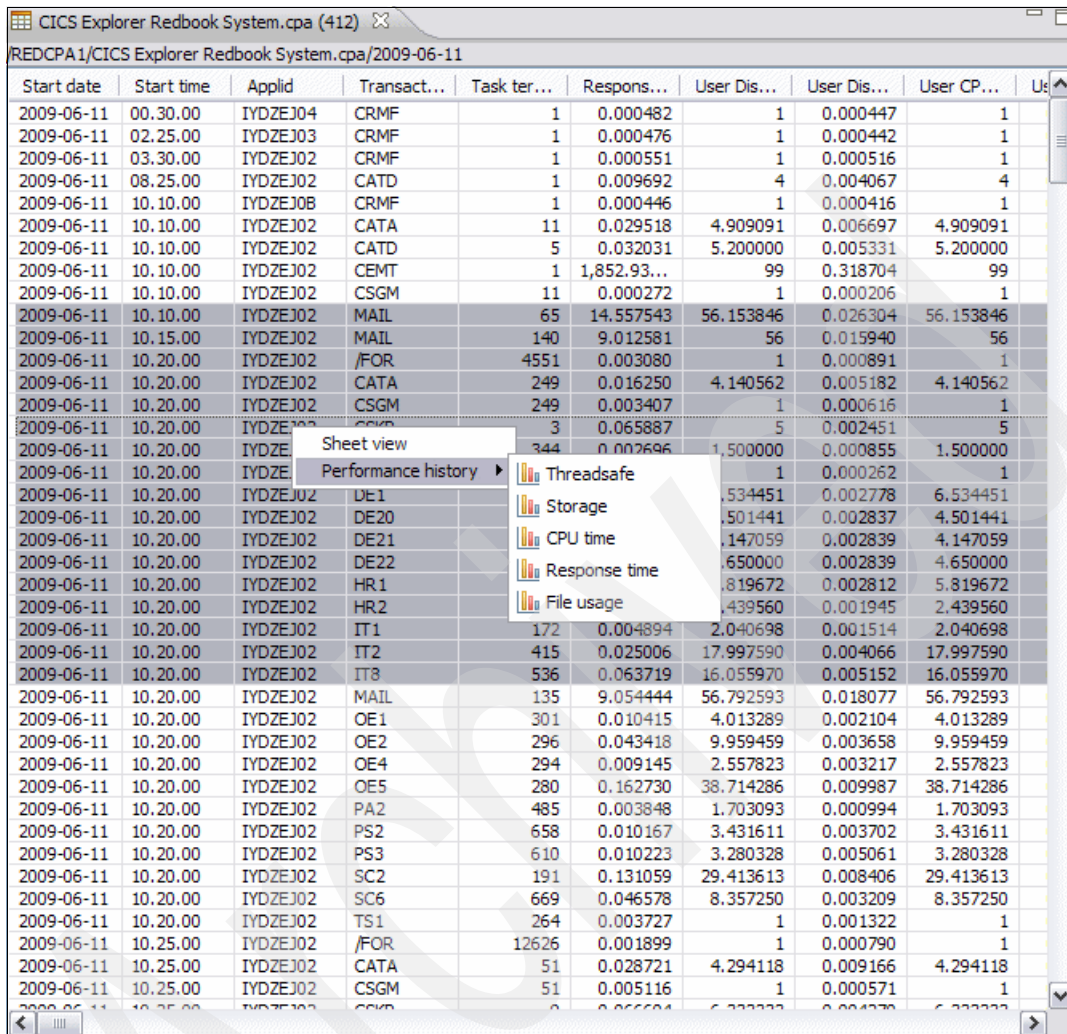 CICS Explorer Redbook System.cpa (412)
/REDCPA1/CICS Explorer Redbook System.cpa/2009-06-11
Start date Start time Applid Transact... Task ter... Respons... User Dis... User Dis... User CP... Us
2009-06-11 00.30.00 IYDZEJ04 CRMF 1 0.000482 1 0.000447 1
2009-06-11 02.25.00 IYDZEJ03 CRMF 1 0.000476 1 0.000442 1
2009-06-11 03.30.00 IYDZEJ02 CRMF 1 0.000551 1 0.000516 1
2009-06-11 08.25.00 IYDZEJ02 CATD 1 0.009692 4 0.004067 4
2009-06-11 10.10.00 IYDZEJ0B CRMF 1 0.000446 1 0.000416 1
2009-06-11 10.10.00 IYDZEJ02 CATA 11 0.029518 4.909091 0.006697 4.909091
2009-06-11 10.10.00 IYDZEJ02 CATD 5 0.032031 5.200000 0.005331 5.200000
2009-06-11 10.10.00 IYDZEJ02 CEMT 1 1,852.93... 99 0.318704 99
2009-06-11 10.10.00 IYDZEJ02 CSGM 11 0.000272 1 0.000206 1
2009-06-11 10.10.00 IYDZEJ02 MAIL 65 14.557543 56.153846 0.026304 56.153846
2009-06-11 10.15.00 IYDZEJ02 MAIL 140 9.012581 56 0.015940 56
2009-06-11 10.20.00 IYDZEJ02 /FOR 4551 0.003080 1 0.000891 1
2009-06-11 10.20.00 IYDZEJ02 CATA 249 0.016250 4.140562 0.005182 4.140562
2009-06-11 10.20.00 IYDZEJ02 CSGM 249 0.003407 1 0.000616 1
2009-06-11 10.20.00 3 0.065887 5 0.002451 5
2009-06-11 10.20.00 IYDZE 344 0.002696 1.500000 0.000855 1.500000
2009-06-11 10.20.00 IYDZE 1 0.000262 1
2009-06-11 10.20.00 IYDZEJ02 DE1 .534451 0.002778 6.534451
2009-06-11 10.20.00 IYDZEJ02 DE20 .501441 0.002837 4.501441
2009-06-11 10.20.00 IYDZEJ02 DE21 .147059 0.002839 4.147059
2009-06-11 10.20.00 IYDZEJ02 DE22 .650000 0.002839 4.650000
2009-06-11 10.20.00 IYDZEJ02 HR1 .819672 0.002812 5.819672
2009-06-11 10.20.00 IYDZEJ02 HR2 .439560 0.001945 2.439560
2009-06-11 10.20.00 IYDZEJ02 IT1 172 0.004894 2.040698 0.001514 2.040698
2009-06-11 10.20.00 IYDZEJ02 IT2 415 0.025006 17.997590 0.004066 17.997590
2009-06-11 10.20.00 IYDZEJ02 IT8 536 0.063719 16.055970 0.005152 16.055970
2009-06-11 10.20.00 IYDZEJ02 MAIL 135 9.054444 56.792593 0.018077 56.792593
2009-06-11 10.20.00 IYDZEJ02 OE1 301 0.010415 4.013289 0.002104 4.013289
2009-06-11 10.20.00 IYDZEJ02 OE2 296 0.043418 9.959459 0.003658 9.959459
2009-06-11 10.20.00 IYDZEJ02 OE4 294 0.009145 2.557823 0.003217 2.557823
2009-06-11 10.20.00 IYDZEJ02 OE5 280 0.162730 38.714286 0.009987 38.714286
2009-06-11 10.20.00 IYDZEJ02 PA2 485 0.003848 1.703093 0.000994 1.703093
2009-06-11 10.20.00 IYDZEJ02 PS2 658 0.010167 3.431611 0.003702 3.431611
2009-06-11 10.20.00 IYDZEJ02 PS3 610 0.010223 3.280328 0.005061 3.280328
2009-06-11 10.20.00 IYDZEJ02 SC2 191 0.131059 29.413613 0.008406 29.413613
2009-06-11 10.20.00 IYDZEJ02 SC6 669 0.046578 8.357250 0.003209 8.357250
2009-06-11 10.20.00 IYDZEJ02 TS1 264 0.003727 1 0.001322 1
2009-06-11 10.25.00 IYDZEJ02 /FOR 12626 0.001899 1 0.000790 1
2009-06-11 10.25.00 IYDZEJ02 CATA 51 0.028721 4.294118 0.009166 4.294118
2009-06-11 10.25.00 IYDZEJ02 CSGM 51 0.005116 1 0.000571 1
Sheet view
Performance history
Threadsafe
Storage
CPU time
Response time
File usage